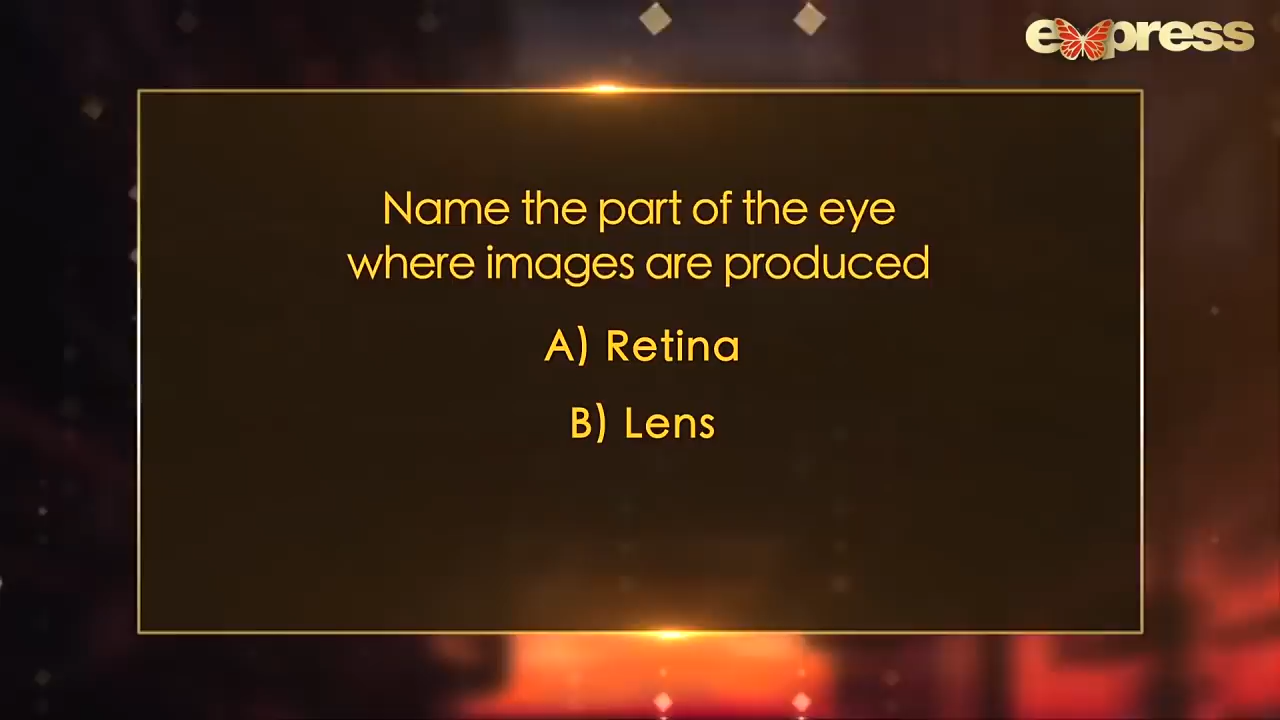 express
Name the part of the eye
where images are produced
A) Retina
B) Lens